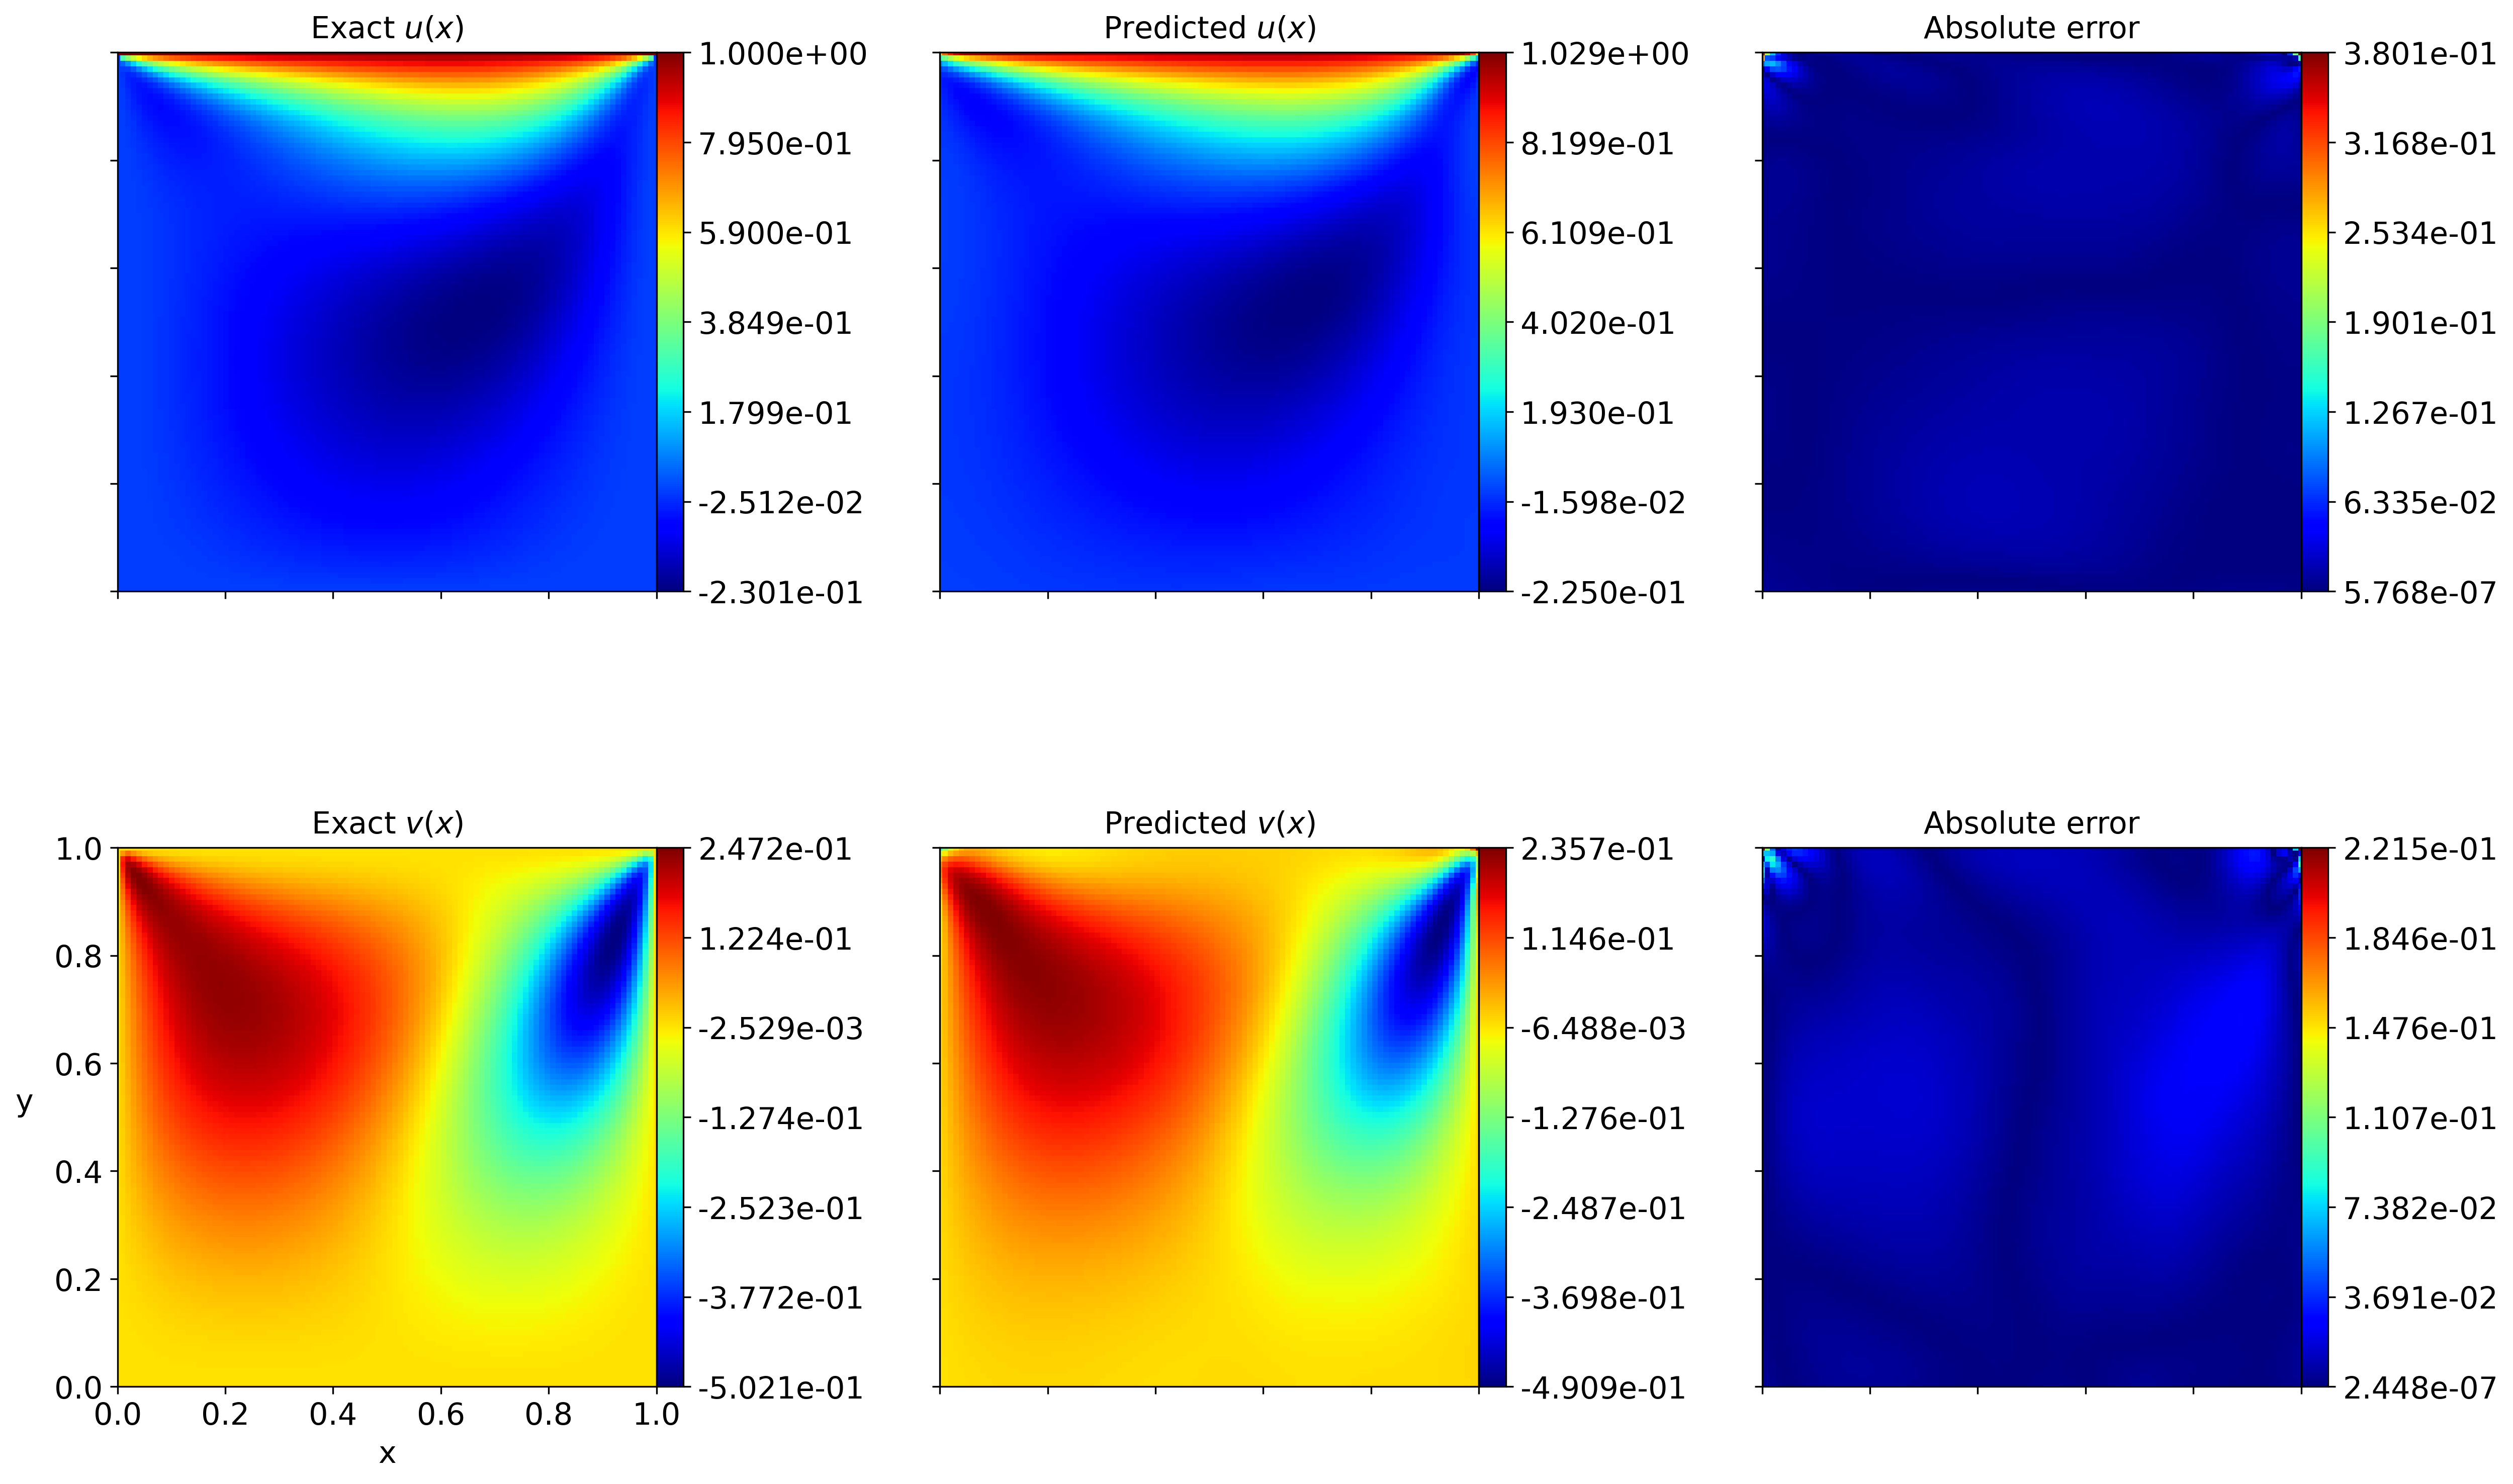 Exact u(x)
1.000e+00
7.950e-01
5.900e-01
3.849e-01
1.799e-01
-2.512e-02
-2.301e-01
Predicted u(x)
1.029e+00
8.199e-01
6.109e-01
4.020e-01
1.930e-01
-1.598e-02
-2.250e-01
Absolute error
3.801e-01
3.168e-01
2.534e-01
1.901e-01
1.267e-01
6.335e-02
5.768e-07
Exact v(x)
y
1.0
0.8
0.6
0.4
0.2
0.0
0.0 0.2 0.4 0.6 0.8 1.0
x
2.472e-01
1.224e-01
-2.529e-03
-1.274e-01
-2.523e-01
-3.772e-01
-5.021e-01
Predicted v(x)
2.357e-01
1.146e-01
-6.488e-03
-1.276e-01
-2.487e-01
-3.698e-01
-4.909e-01
Absolute error
2.215e-01
1.846e-01
1.476e-01
1.107e-01
7.382e-02
3.691e-02
2.448e-07